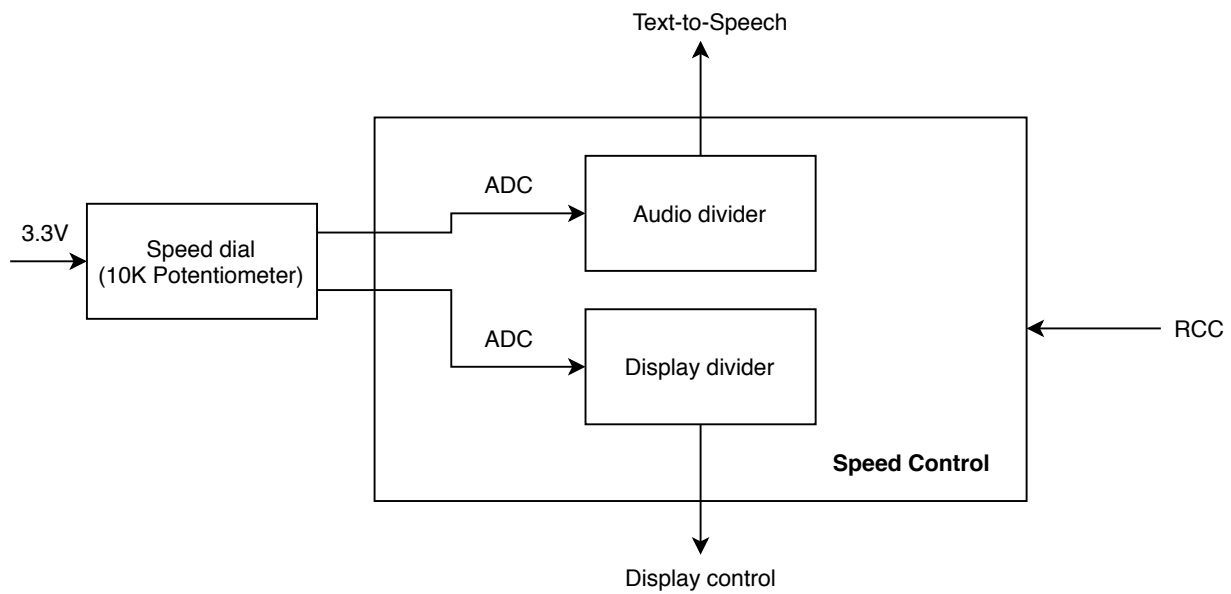 Text-to-Speech
ADC
Audio divider
3.3V
Speed dial
(10K Potentiometer)
RCC
ADC
Display divider
Speed Control
Display control